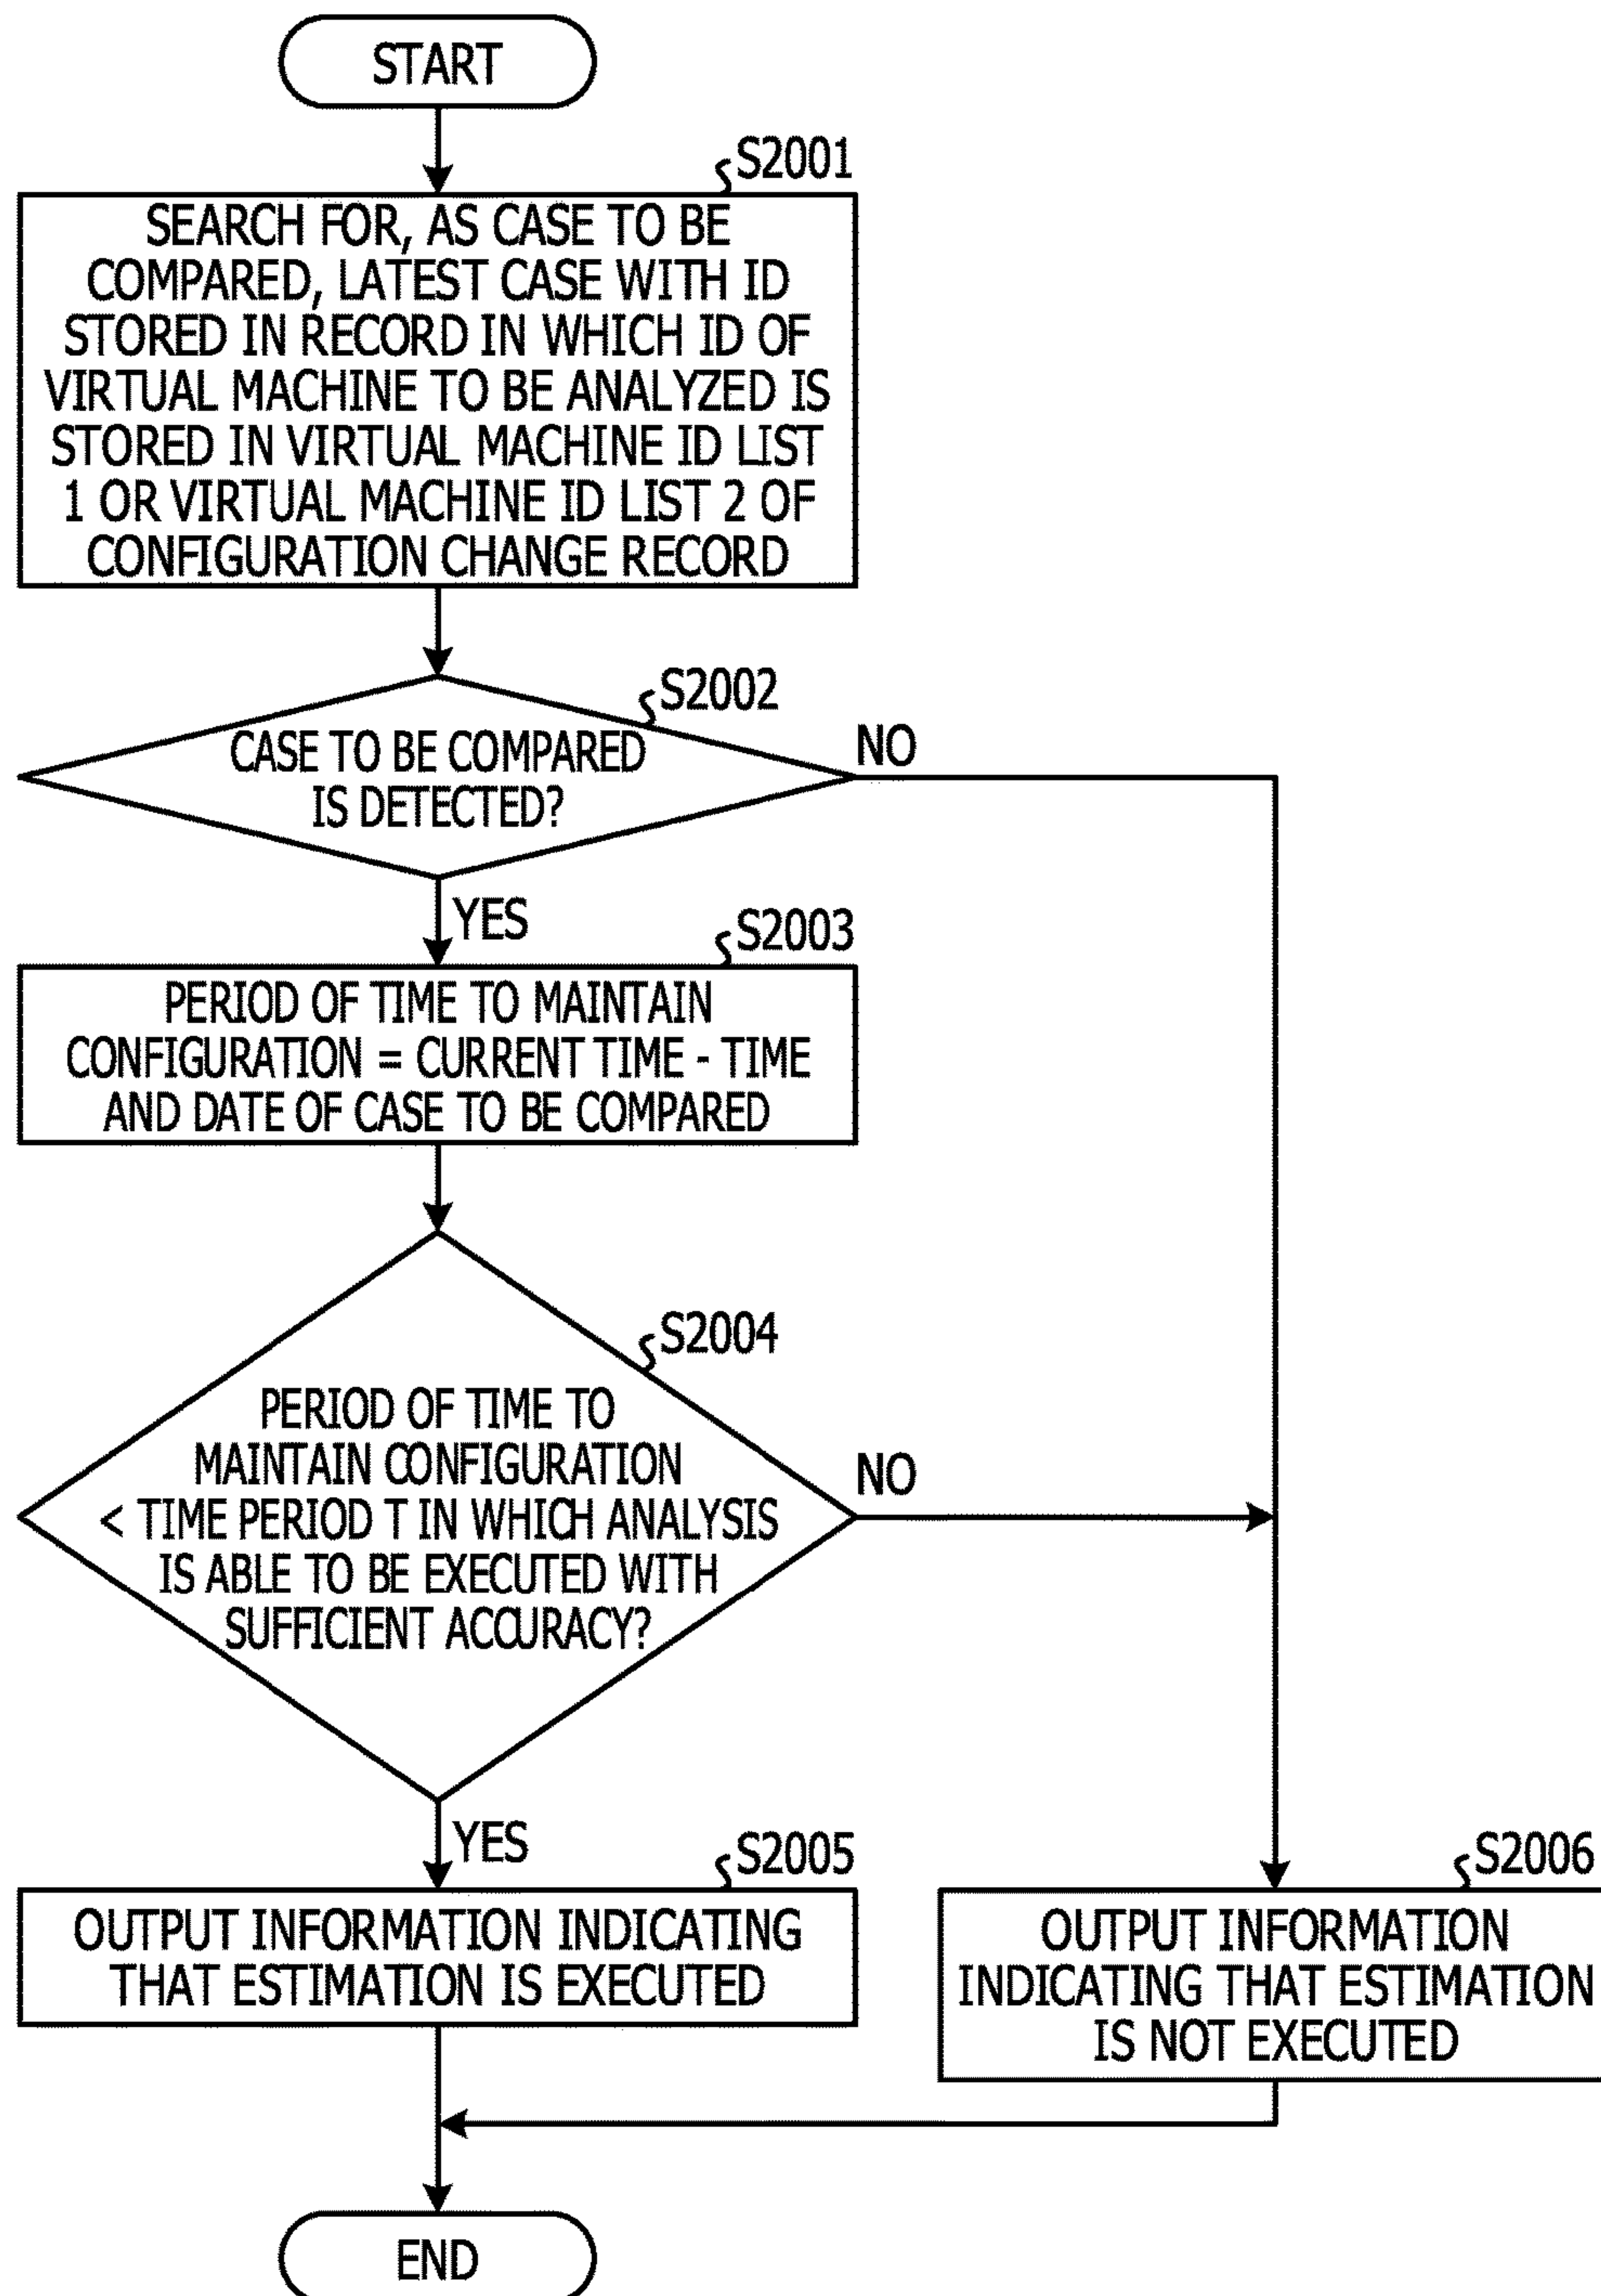 START
S2001
SEARCH FOR, AS CASE TO BE
COMPARED, LATEST CASE WITH ID
STORED IN RECORD IN WHICH ID OF
VIRTUAL MACHINE TO BE ANALYZED IS
STORED IN VIRTUAL MACHINE ID LIST
1 OR VIRTUAL MACHINE ID LIST 2 OF
CONFIGURATION CHANGE RECORD
S2002
CASE TO BE COMPARED
IS DETECTED?
NO
YES
S2003
PERIOD OF TIME TO MAINTAIN
CONFIGURATION = CURRENT TIME - TIME
AND DATE OF CASE TO BE COMPARED
S2004
PERIOD OF TIME TO
MAINTAIN CONFIGURATION
< TIME PERIOD T IN WHICH ANALYSIS
IS ABLE TO BE EXECUTED WITH
SUFFICIENT ACCURACY?
NO
YES
S2005
OUTPUT INFORMATION INDICATING
THAT ESTIMATION IS EXECUTED
S2006
OUTPUT INFORMATION
INDICATING THAT ESTIMATION
IS NOT EXECUTED
END